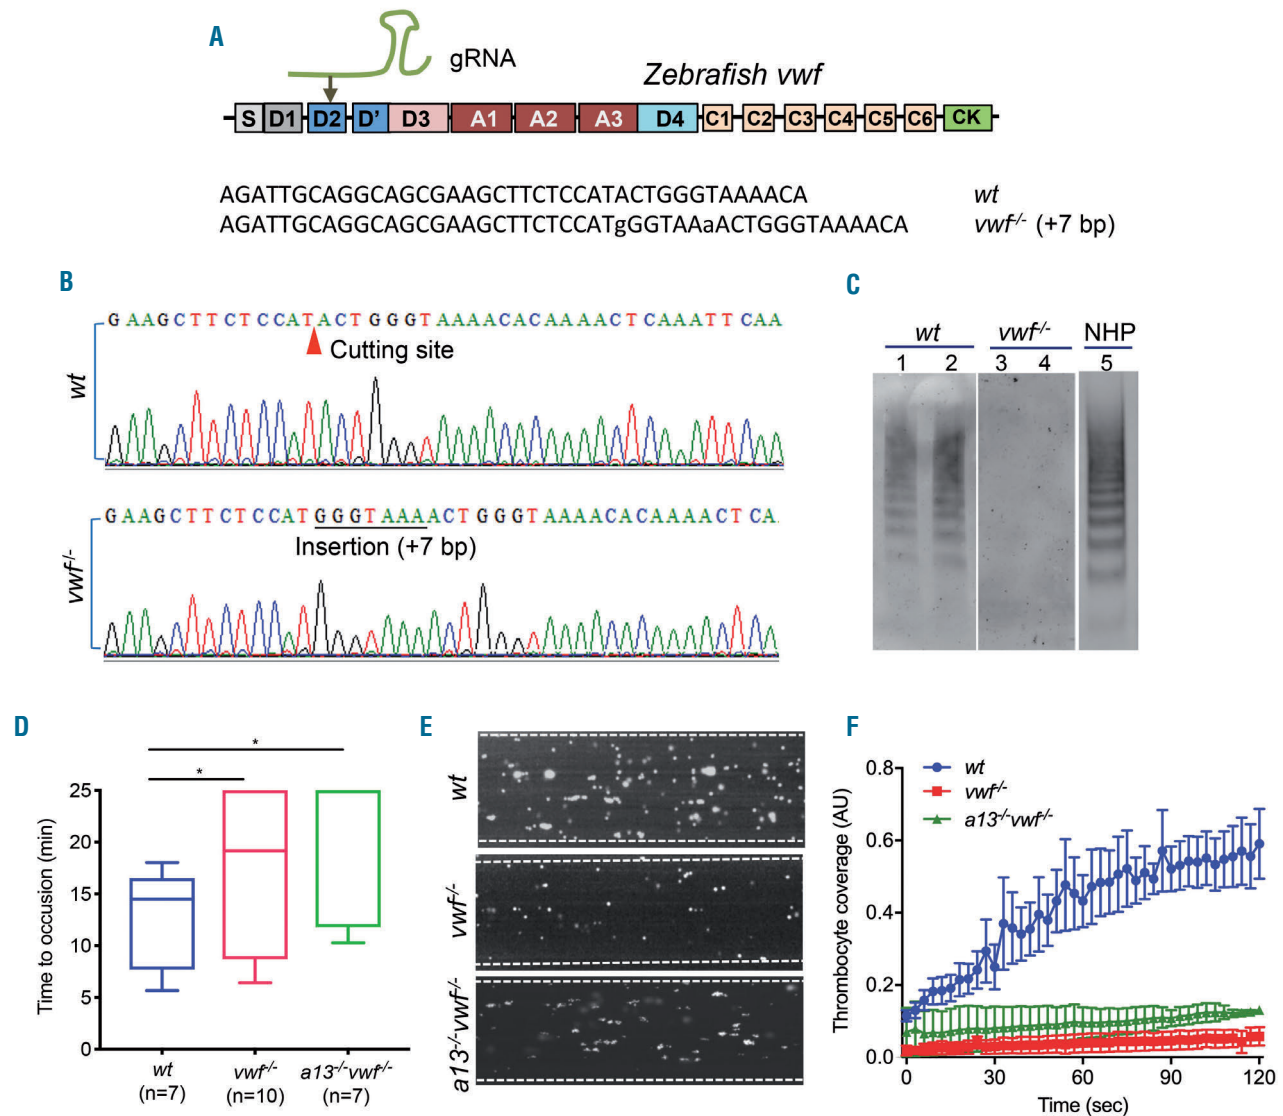 A
gRNA
Zebrafish vwf
S D1 D2 D' D3 A1 A2 A3 D4 C1 C2 C3 C4 C5 C6 CK
AGATTGCAGGCAGCGAAGCTTCTCCATACTGGGTAAAACA wt
AGATTGCAGGCAGCGAAGCTTCTCCATgGGTAAaACTGGGTAAAACA vwf-/- (+7 bp)
B
GAAGCTTCTCCATACTGGGTAAAACACAAAACTCAAATTCAA
Cutting site
wt
GAAGCTTCTCCATGGGTAAAACTGGGTAAAACACAAAACTCA
Insertion (+7 bp)
vwf-/-
C
wt vwf-/- NHP
1 2 3 4 5
D
* 
*
Time to occusion (min)
25
20
15
10
5
0
wt vwf-/- a13-/-vwf-/-
(n=7) (n=10) (n=7)
E
wt
vwf-/-
a13-/-vwf-/-
F
Thrombocyte coverage (AU)
0.8
0.6
0.4
0.2
0.0
wt
vwf-/-
a13-/-vwf-/-
0 30 60 90 120
Time (sec)